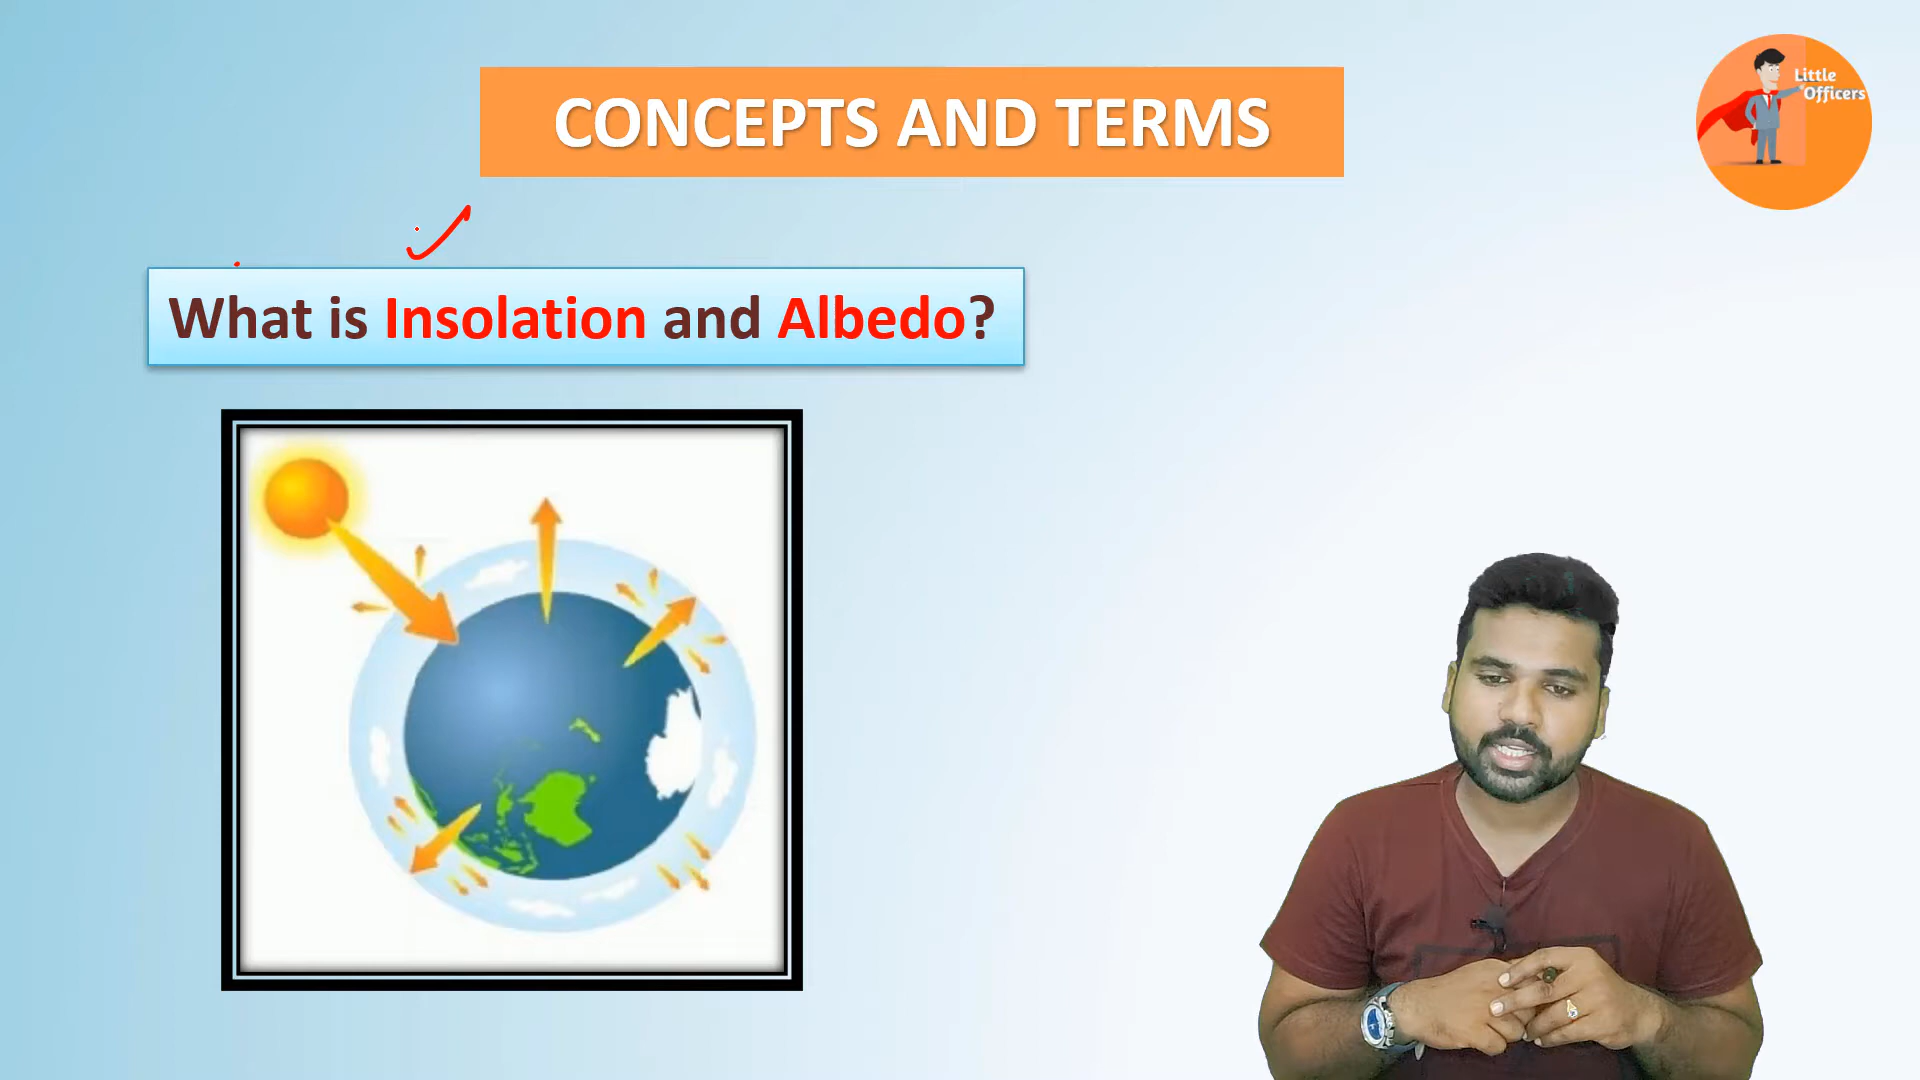 CONCEPTS AND TERMS
Little
Officers
What is Insolation and Albedo?